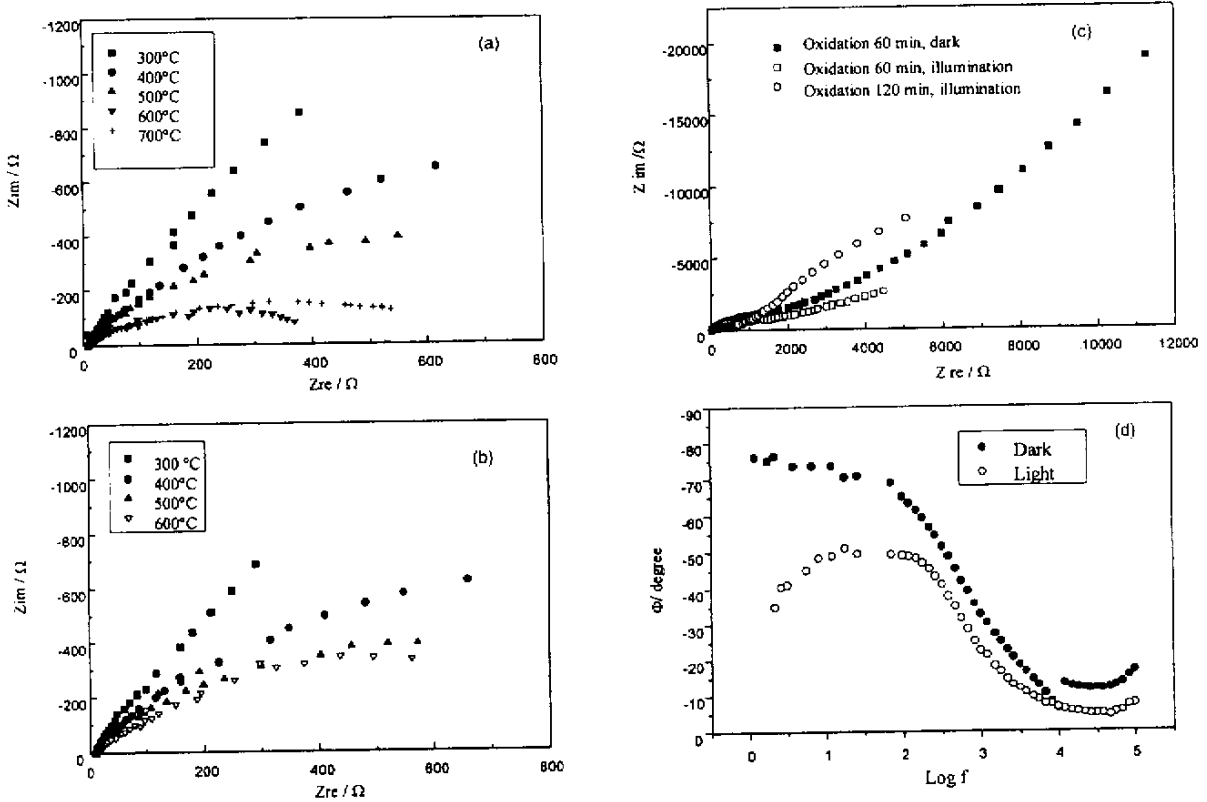 -1200
-1000
-800
-600
-400
-200
0
Zim / Ω
300°C
400°C
500°C
600°C
700°C
(a)
0
200
400
600
800
Zre / Ω
-1200
-1000
-800
-600
-400
-200
0
Zim / Ω
300 °C
400°C
500°C
600°C
(b)
0
200
400
600
800
Zre / Ω
-20000
-15000
-10000
-5000
0
Z im /Ω
Oxidation 60 min, dark
Oxidation 60 min, illumination
Oxidation 120 min, illumination
(c)
0
2000
4000
6000
8000
10000
12000
Z re / Ω
-90
-80
-70
-60
-50
-40
-30
-20
-10
0
Φ/ degree
Dark
Light
(d)
0
1
2
3
4
5
Log f